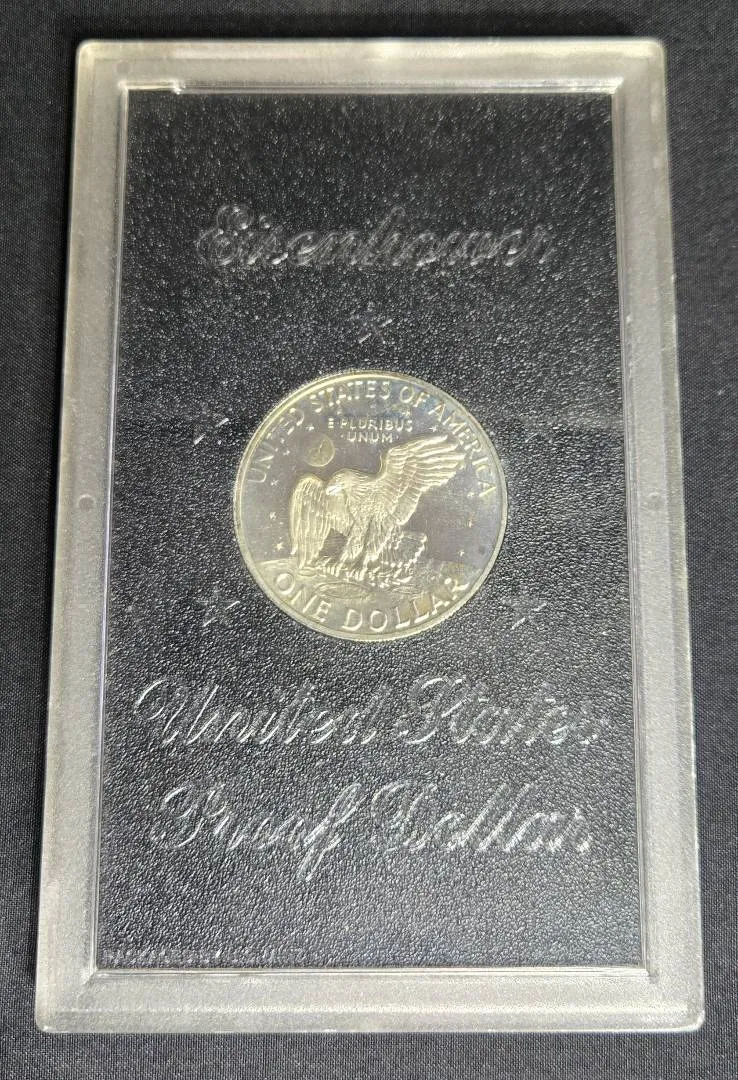 Eisenhower
UNITED STATES OF AMERICA
E PLURIBUS
UNUM
ONE DOLLAR
United States
Proof Dollar